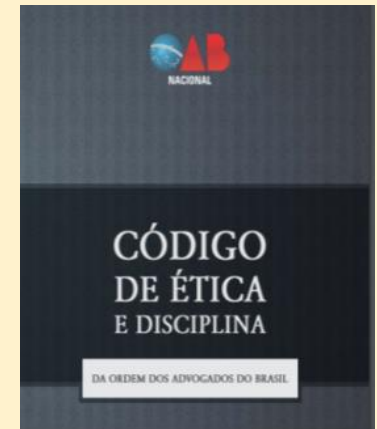 OAB
NACIONAL
CÓDIGO
DE ÉTICA
E DISCIPLINA
DA ORDEM DOS ADVOGADOS DO BRASIL